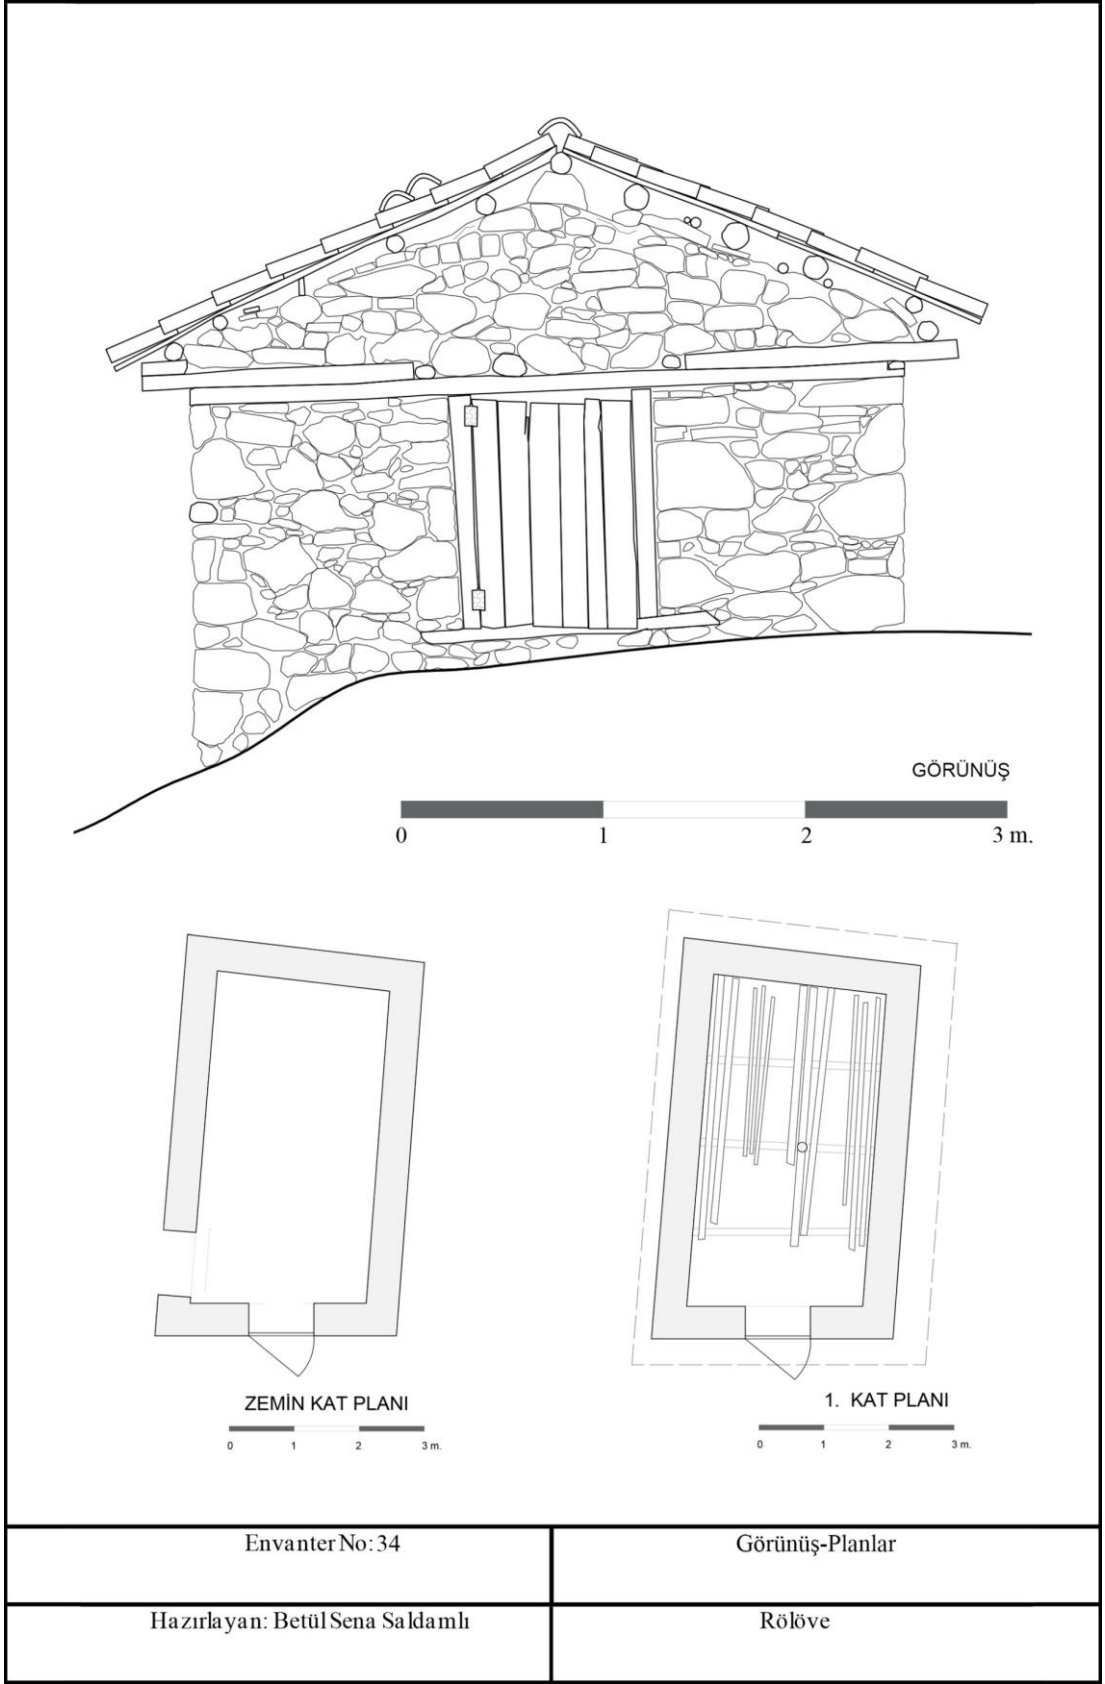 GÖRÜNÜŞ
0 1 2 3 m.
ZEMİN KAT PLANI
0 1 2 3 m.
1. KAT PLANI
0 1 2 3 m.
Envanter No: 34
Görünüş-Planlar
Hazırlayan: Betül Sena Saldamlı
Rölöve